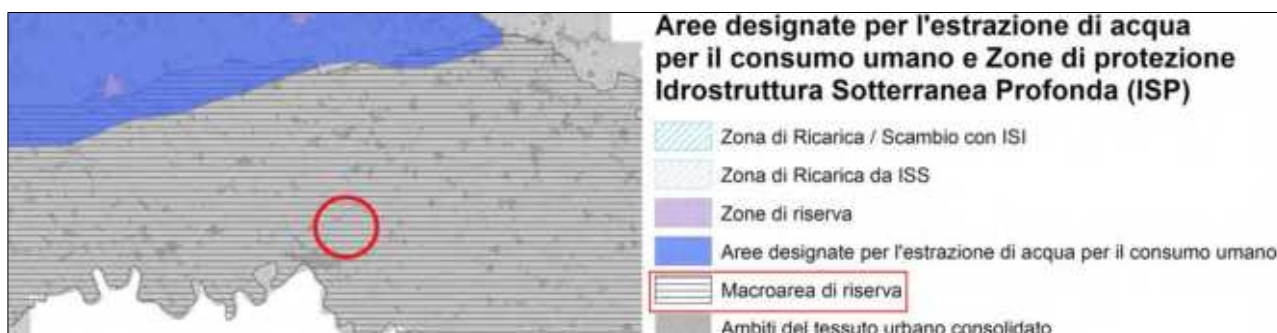 Aree designate per l'estrazione di acqua
per il consumo umano e Zone di protezione
Idrostruttura Sotterranea Profonda (ISP)
Zona di Ricarica / Scambio con ISI
Zona di Ricarica da ISS
Zone di riserva
Aree designate per l'estrazione di acqua per il consumo umano
Macroarea di riserva
Ambiti del tessuto urbano consolidato